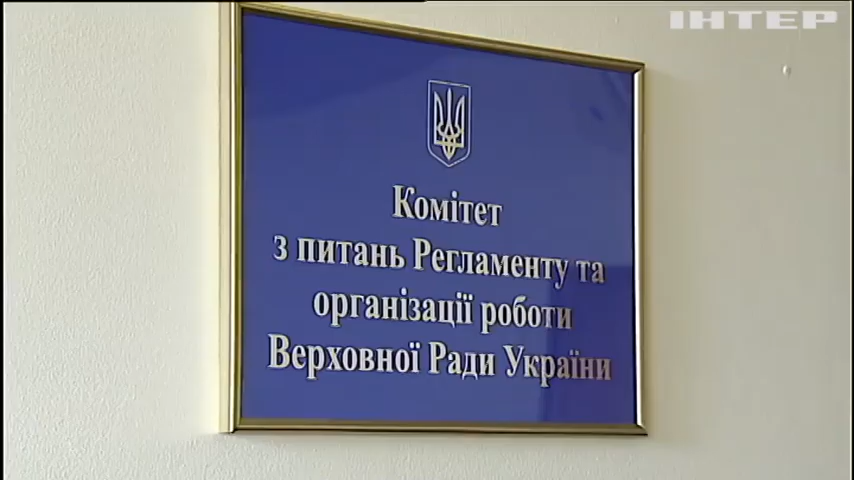 ІНТЕР
Комітет
з питань Регламенту та
організації роботи
Верховної Ради України